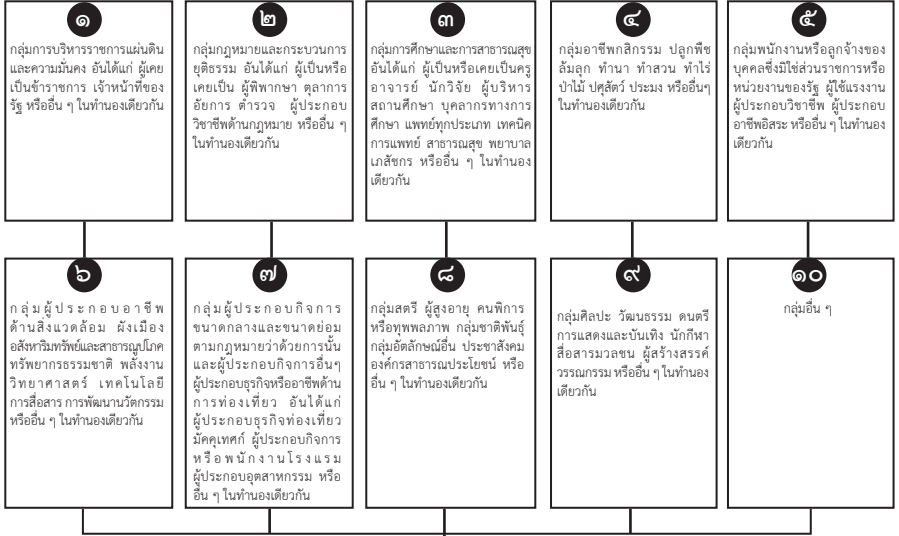 ๑
กลุ่มการบริหารราชการแผ่นดิน
และความมั่นคง อันได้แก่ ผู้เคย
เป็นข้าราชการ เจ้าหน้าที่ของ
รัฐ หรืออื่น ๆ ในทำนองเดียวกัน
๒
กลุ่มกฎหมายและกระบวนการ
ยุติธรรม อันได้แก่ ผู้เป็นหรือ
เคยเป็น ผู้พิพากษา ตุลาการ
อัยการ ตำรวจ ผู้ประกอบ
วิชาชีพด้านกฎหมาย หรืออื่น ๆ
ในทำนองเดียวกัน
๓
กลุ่มการศึกษาและการสาธารณสุข
อันได้แก่ ผู้เป็นหรือเคยเป็นครู
อาจารย์ นักวิจัย ผู้บริหาร
สถานศึกษา บุคลากรทางการ
ศึกษา แพทย์ทุกประเภท เทคนิค
การแพทย์ สาธารณสุข พยาบาล
เภสัชกร หรืออื่น ๆ ในทำนอง
เดียวกัน
๔
กลุ่มอาชีพกสิกรรม ปลูกพืช
ล้มลุก ทำนา ทำสวน ทำไร่
ป่าไม้ ปศุสัตว์ ประมง หรืออื่นๆ
ในทำนองเดียวกัน
๕
กลุ่มพนักงานหรือลูกจ้างของ
บุคคลซึ่งมิใช่ส่วนราชการหรือ
หน่วยงานของรัฐ ผู้ใช้แรงงาน
ผู้ประกอบวิชาชีพ ผู้ประกอบ
อาชีพอิสระ หรืออื่น ๆ ในทำนอง
เดียวกัน
๖
กลุ่มผู้ประกอบอาชีพ
ด้านสิ่งแวดล้อม ผังเมือง
อสังหาริมทรัพย์และสาธารณูปโภค
ทรัพยากรธรรมชาติ พลังงาน
วิทยาศาสตร์ เทคโนโลยี
การสื่อสาร การพัฒนานวัตกรรม
หรืออื่น ๆ ในทำนองเดียวกัน
๗
กลุ่มผู้ประกอบกิจการ
ขนาดกลางและขนาดย่อม
ตามกฎหมายว่าด้วยการนั้น
และผู้ประกอบกิจการอื่นๆ
ผู้ประกอบธุรกิจหรืออาชีพด้าน
การท่องเที่ยว อันได้แก่
ผู้ประกอบธุรกิจท่องเที่ยว
มัคคุเทศก์ ผู้ประกอบกิจการ
หรือพนักงานโรงแรม
ผู้ประกอบอุตสาหกรรม หรือ
อื่น ๆ ในทำนองเดียวกัน
๘
กลุ่มสตรี ผู้สูงอายุ คนพิการ
หรือทุพพลภาพ กลุ่มชาติพันธุ์
กลุ่มอัตลักษณ์อื่น ประชาสังคม
องค์กรสาธารณประโยชน์ หรือ
อื่น ๆ ในทำนองเดียวกัน
๙
กลุ่มศิลปะ วัฒนธรรม ดนตรี
การแสดงและบันเทิง นักกีฬา
สื่อสารมวลชน ผู้สร้างสรรค์
วรรณกรรม หรืออื่น ๆ ในทำนอง
เดียวกัน
๑๐
กลุ่มอื่น ๆ